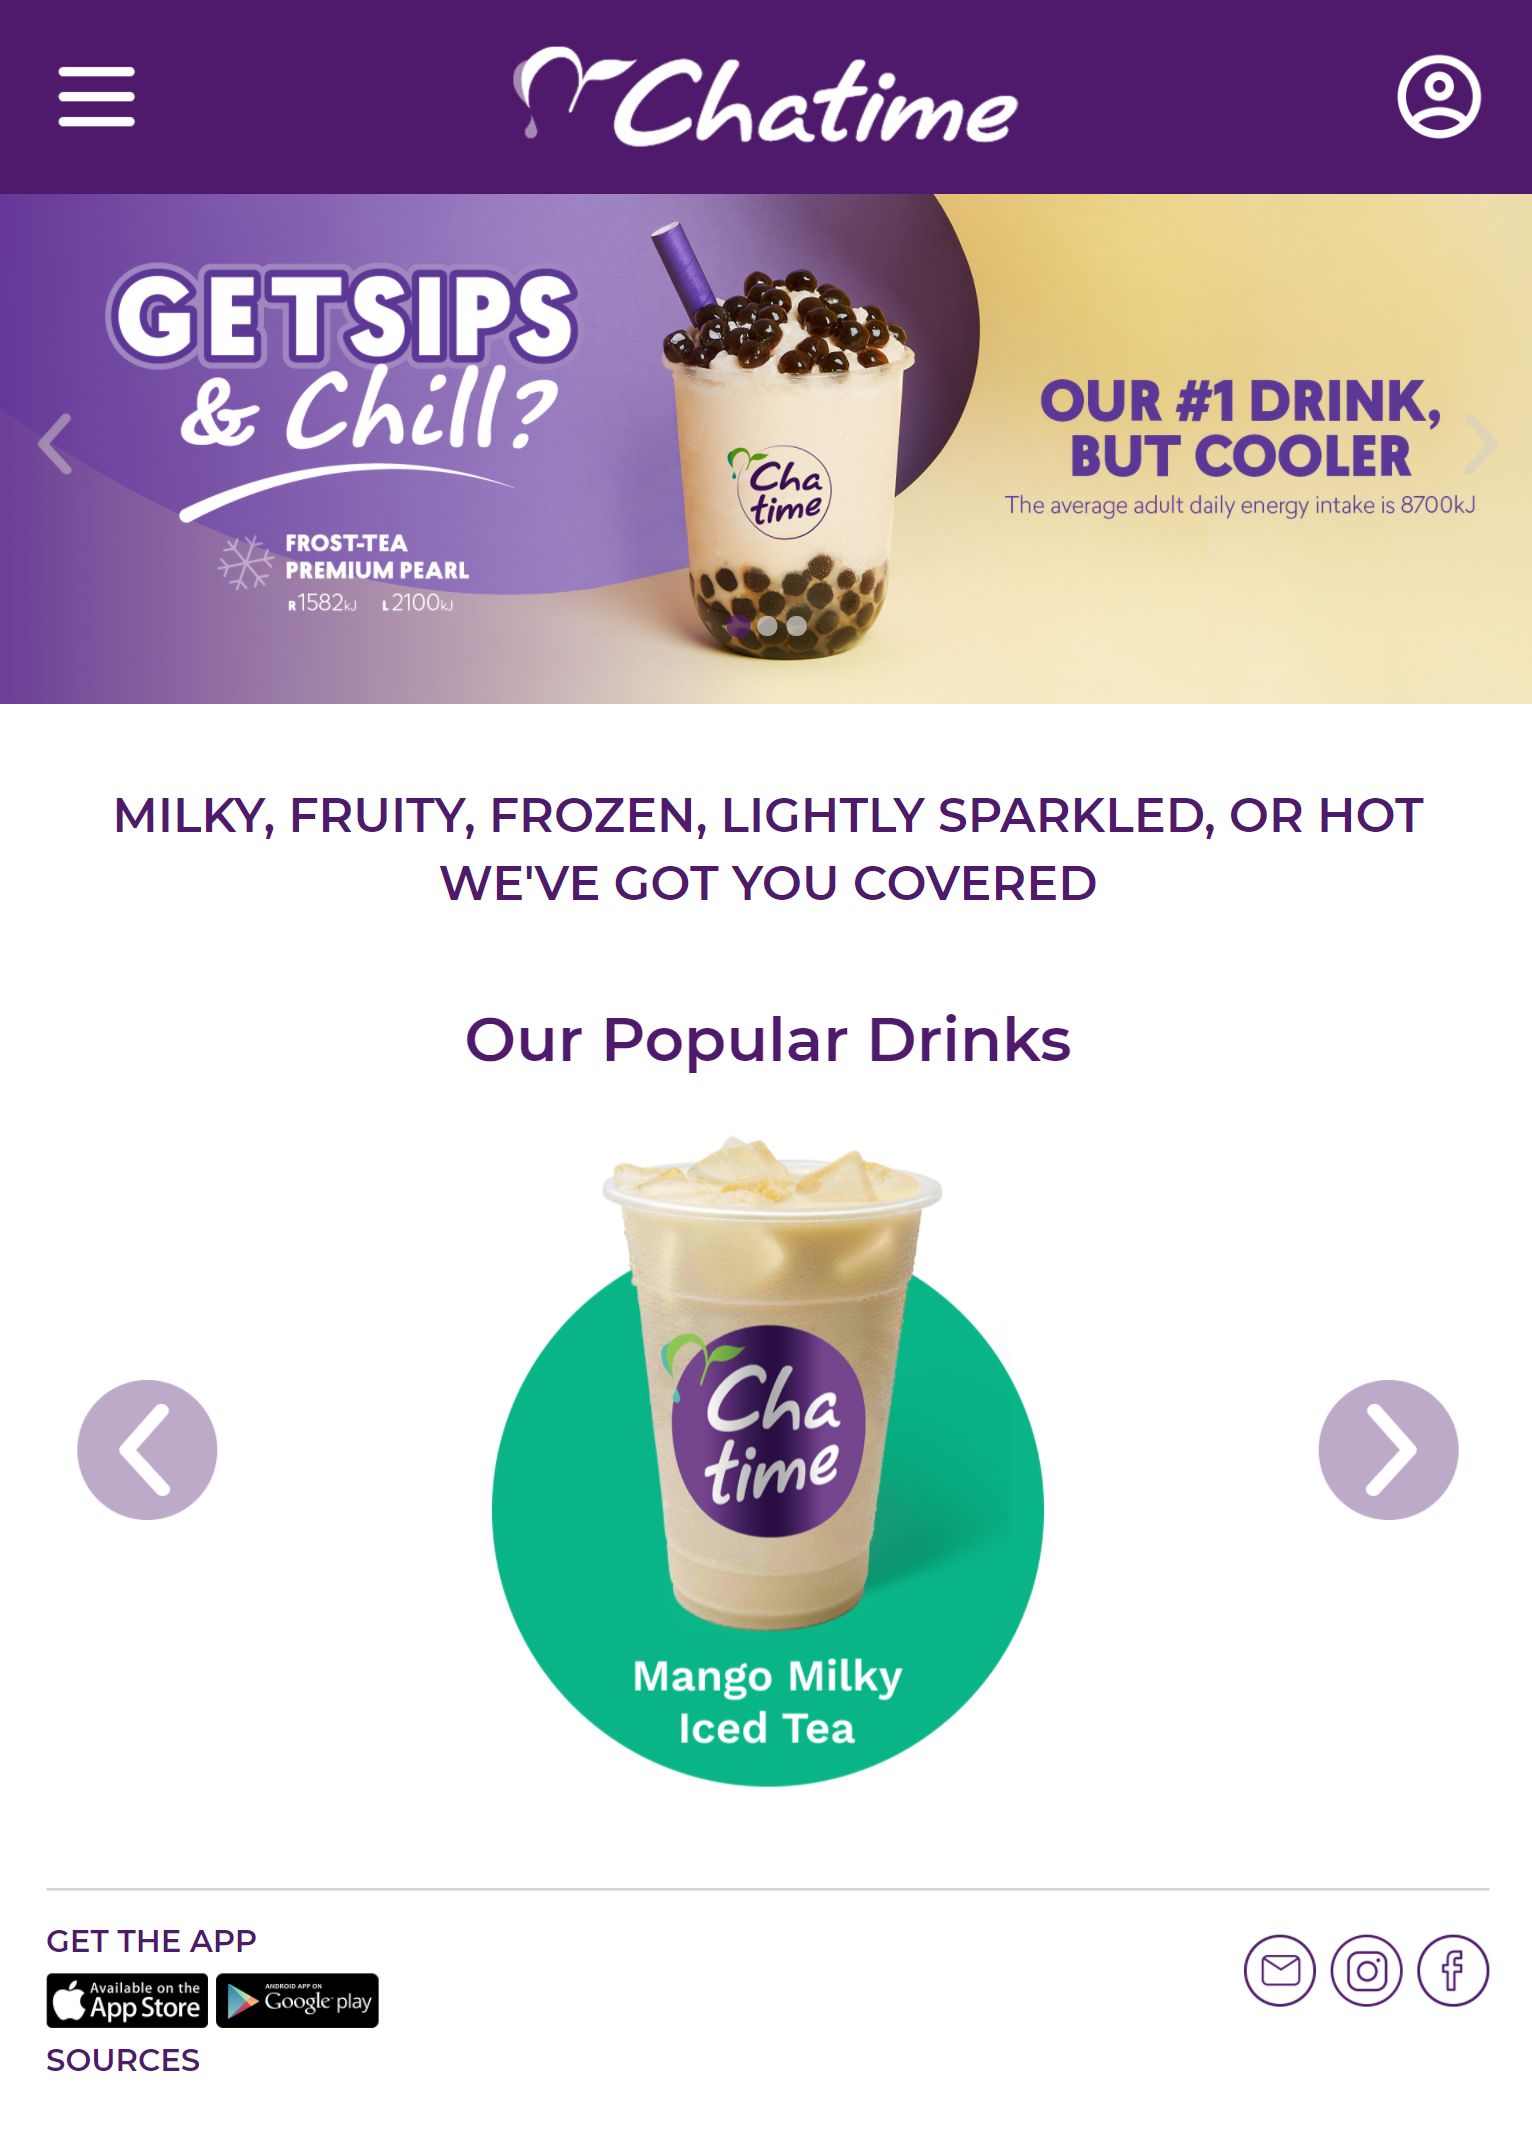 Chatime
GETSIPS
& Chill?
FROST-TEA
PREMIUM PEARL
R1582kJ L2100kJ
Cha
time
OUR #1 DRINK,
BUT COOLER
The average adult daily energy intake is 8700kJ
MILKY, FRUITY, FROZEN, LIGHTLY SPARKLED, OR HOT
WE'VE GOT YOU COVERED
Our Popular Drinks
Cha
time
Mango Milky
Iced Tea
GET THE APP
Available on the
App Store
ANDROID APP ON
Google play
SOURCES